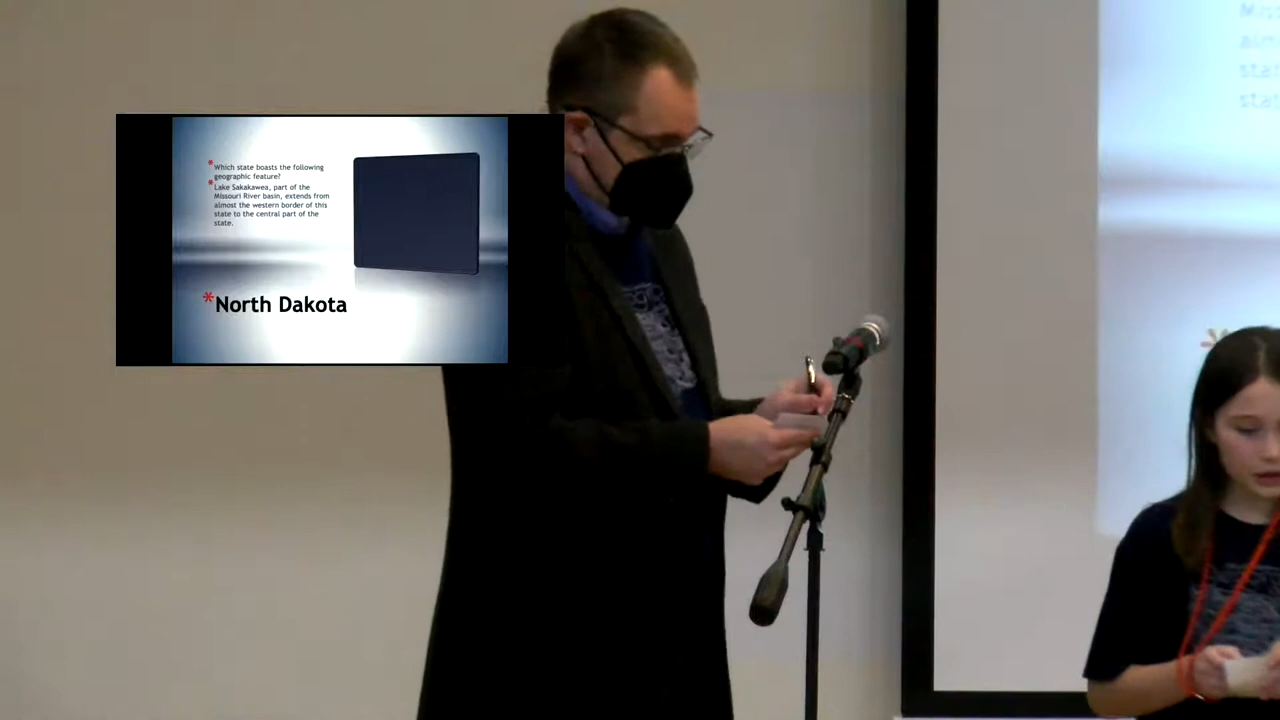 * Which state boasts the following
geographic feature?
* Lake Sakakawea, part of the
Missouri River basin, extends from
almost the western border of this
state to the central part of the
state.
* North Dakota